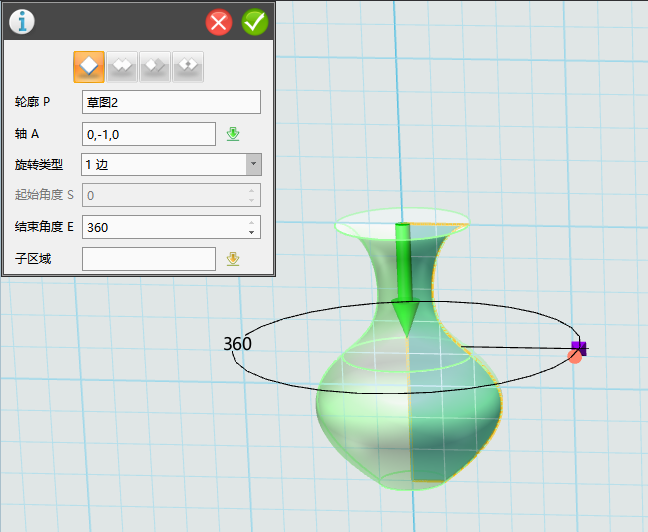 轮廓 P 草图2
轴 A 0,-1,0
旋转类型 1 边
起始角度 S 0
结束角度 E 360
子区域
360